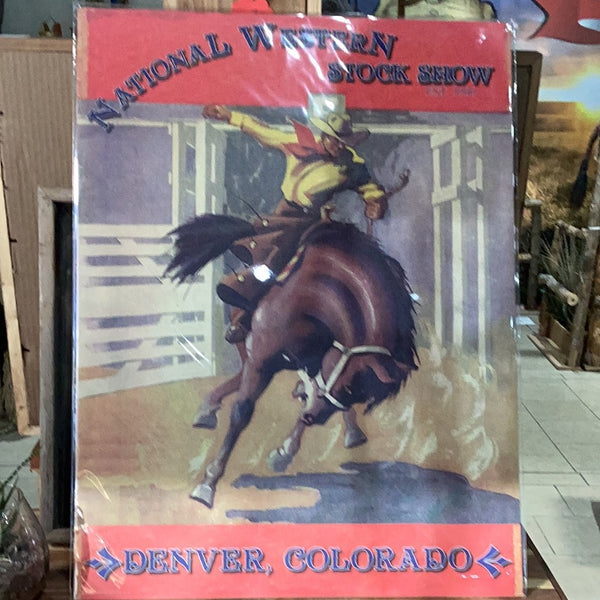 NATIONAL WESTERN
STOCK SHOW
DENVER, COLORADO